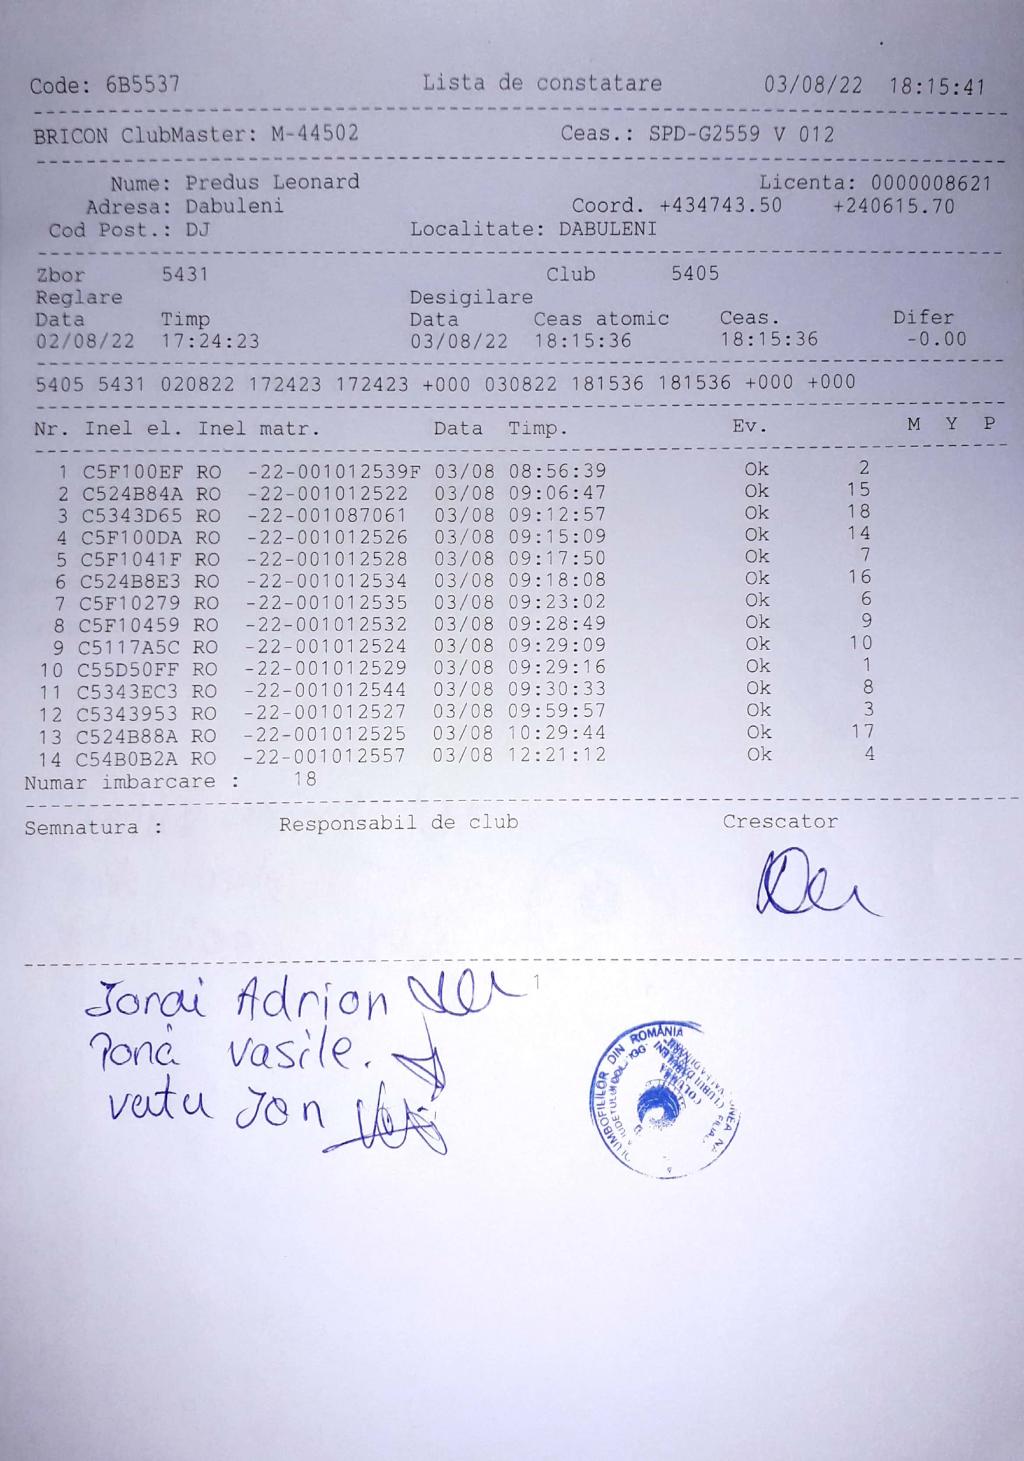 Code: 6B5537 Lista de constatare 03/08/22 18:15:41
BRICON ClubMaster: M-44502 Ceas.: SPD-G2559 V 012
Nume: Predus Leonard Licenta: 0000008621
Adresa: Dabuleni Coord. +434743.50 +240615.70
Cod Post.: DJ Localitate: DABULENI
Zbor 5431 Club 5405
Reglare Desigilare
Data Timp Data Ceas atomic Ceas. Difer
02/08/22 17:24:23 03/08/22 18:15:36 18:15:36 -0.00
5405 5431 020822 172423 172423 +000 030822 181536 181536 +000 +000
Nr. Inel el. Inel matr. Data Timp. Ev. M Y P
1 C5F100EF RO -22-001012539F 03/08 08:56:39 Ok 2
2 C524B84A RO -22-001012522 03/08 09:06:47 Ok 15
3 C5343D65 RO -22-001087061 03/08 09:12:57 Ok 18
4 C5F100DA RO -22-001012526 03/08 09:15:09 Ok 14
5 C5F1041F RO -22-001012528 03/08 09:17:50 Ok 7
6 C524B8E3 RO -22-001012534 03/08 09:18:08 Ok 16
7 C5F10279 RO -22-001012535 03/08 09:23:02 Ok 6
8 C5F10459 RO -22-001012532 03/08 09:28:49 Ok 9
9 C5117A5C RO -22-001012524 03/08 09:29:09 Ok 10
10 C55D50FF RO -22-001012529 03/08 09:29:16 Ok 1
11 C5343EC3 RO -22-001012544 03/08 09:30:33 Ok 8
12 C5343953 RO -22-001012527 03/08 09:59:57 Ok 3
13 C524B88A RO -22-001012525 03/08 10:29:44 Ok 17
14 C54B0B2A RO -22-001012557 03/08 12:21:12 Ok 4
Numar imbarcare : 18
Semnatura : Responsabil de club Crescator
1
Adrian
vasile.
vatu Ion
DIN ROMÂNIA